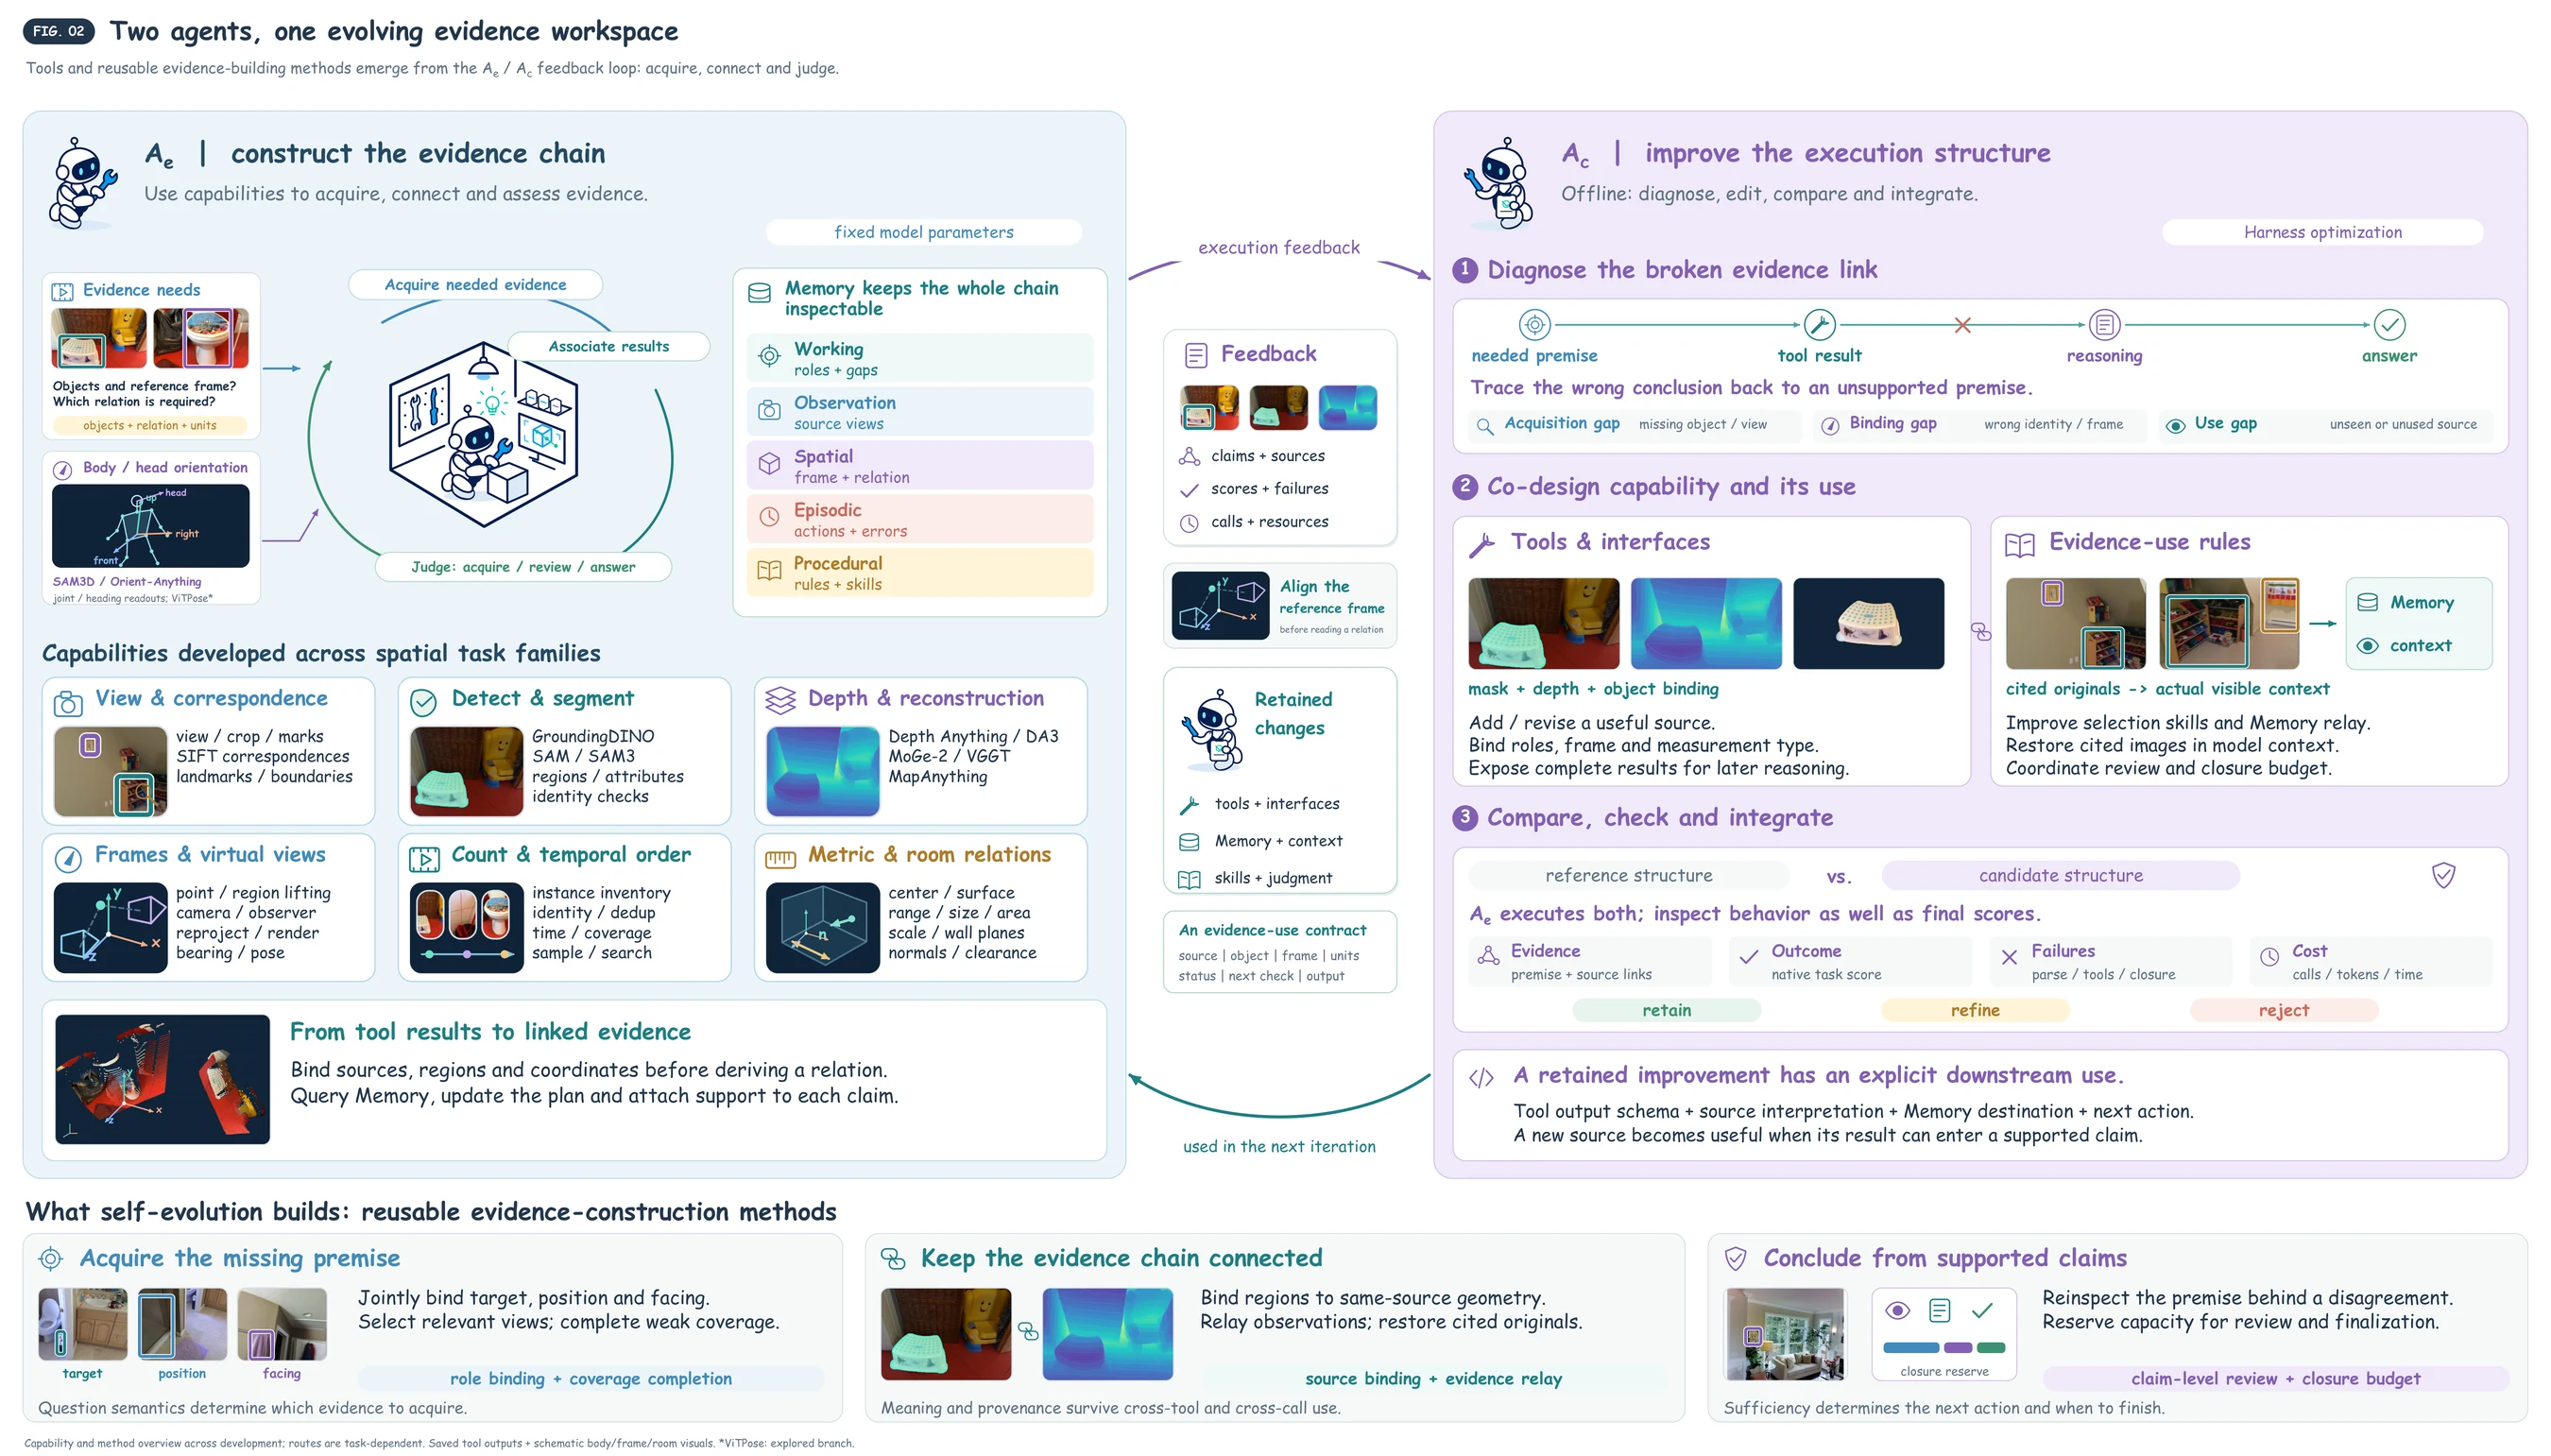 FIG. 02 Two agents, one evolving evidence workspace
Tools and reusable evidence-building methods emerge from the Ae / Ac feedback loop: acquire, connect and judge.
Ae | construct the evidence chain
Use capabilities to acquire, connect and assess evidence.
fixed model parameters
Evidence needs
Objects and reference frame?
Which relation is required?
objects + relation + units
Body / head orientation
up
head
right
front
SAM3D / Orient-Anything
joint / heading readouts; ViTPose*
Acquire needed evidence
Associate results
Judge: acquire / review / answer
Memory keeps the whole chain
inspectable
Working
roles + gaps
Observation
source views
Spatial
frame + relation
Episodic
actions + errors
Procedural
rules + skills
Capabilities developed across spatial task families
View & correspondence
view / crop / marks
SIFT correspondences
landmarks / boundaries
Detect & segment
GroundingDINO
SAM / SAM3
regions / attributes
identity checks
Depth & reconstruction
Depth Anything / DA3
MoGe-2 / VGGT
MapAnything
Frames & virtual views
y
x
z
point / region lifting
camera / observer
reproject / render
bearing / pose
Count & temporal order
instance inventory
identity / dedup
time / coverage
sample / search
Metric & room relations
n
center / surface
range / size / area
scale / wall planes
normals / clearance
y
x
z
From tool results to linked evidence
Bind sources, regions and coordinates before deriving a relation.
Query Memory, update the plan and attach support to each claim.
execution feedback
Feedback
claims + sources
scores + failures
calls + resources
y
x
z
Align the
reference frame
before reading a relation
Retained
changes
tools + interfaces
Memory + context
skills + judgment
An evidence-use contract
source | object | frame | units
status | next check | output
used in the next iteration
Ac | improve the execution structure
Offline: diagnose, edit, compare and integrate.
Harness optimization
1 Diagnose the broken evidence link
needed premise
tool result
reasoning
answer
Trace the wrong conclusion back to an unsupported premise.
Acquisition gap missing object / view
Binding gap wrong identity / frame
Use gap unseen or unused source
2 Co-design capability and its use
Tools & interfaces
mask + depth + object binding
Add / revise a useful source.
Bind roles, frame and measurement type.
Expose complete results for later reasoning.
Evidence-use rules
Memory
context
cited originals -> actual visible context
Improve selection skills and Memory relay.
Restore cited images in model context.
Coordinate review and closure budget.
3 Compare, check and integrate
reference structure vs. candidate structure
Ae executes both; inspect behavior as well as final scores.
Evidence
premise + source links
Outcome
native task score
Failures
parse / tools / closure
Cost
calls / tokens / time
retain
refine
reject
</> A retained improvement has an explicit downstream use.
Tool output schema + source interpretation + Memory destination + next action.
A new source becomes useful when its result can enter a supported claim.
What self-evolution builds: reusable evidence-construction methods
Acquire the missing premise
target
position
facing
Jointly bind target, position and facing.
Select relevant views; complete weak coverage.
role binding + coverage completion
Question semantics determine which evidence to acquire.
Keep the evidence chain connected
Bind regions to same-source geometry.
Relay observations; restore cited originals.
source binding + evidence relay
Meaning and provenance survive cross-tool and cross-call use.
Conclude from supported claims
closure reserve
Reinspect the premise behind a disagreement.
Reserve capacity for review and finalization.
claim-level review + closure budget
Sufficiency determines the next action and when to finish.
Capability and method overview across development; routes are task-dependent. Saved tool outputs + schematic body/frame/room visuals. *ViTPose: explored branch.